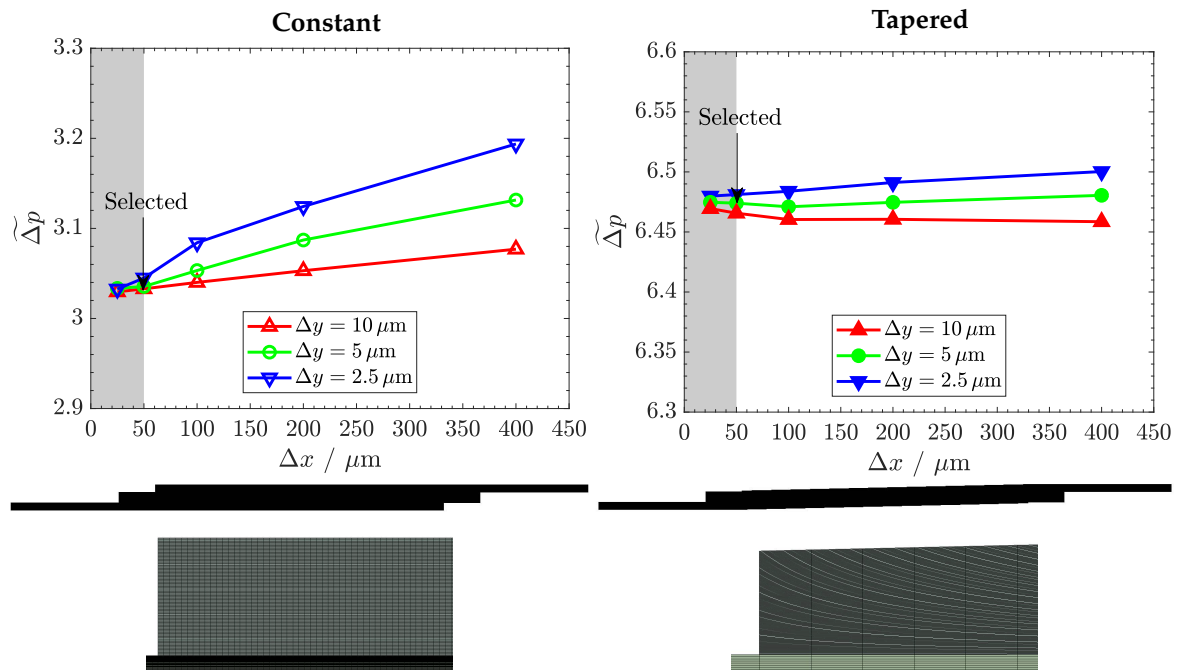 Constant
3.3
3.2
3.1
3
2.9
Δp̃
Selected
Δy = 10 μm
Δy = 5 μm
Δy = 2.5 μm
0 50 100 150 200 250 300 350 400 450
Δx / μm
Tapered
6.6
6.55
6.5
6.45
6.4
6.35
6.3
Δp̃
Selected
Δy = 10 μm
Δy = 5 μm
Δy = 2.5 μm
0 50 100 150 200 250 300 350 400 450
Δx / μm